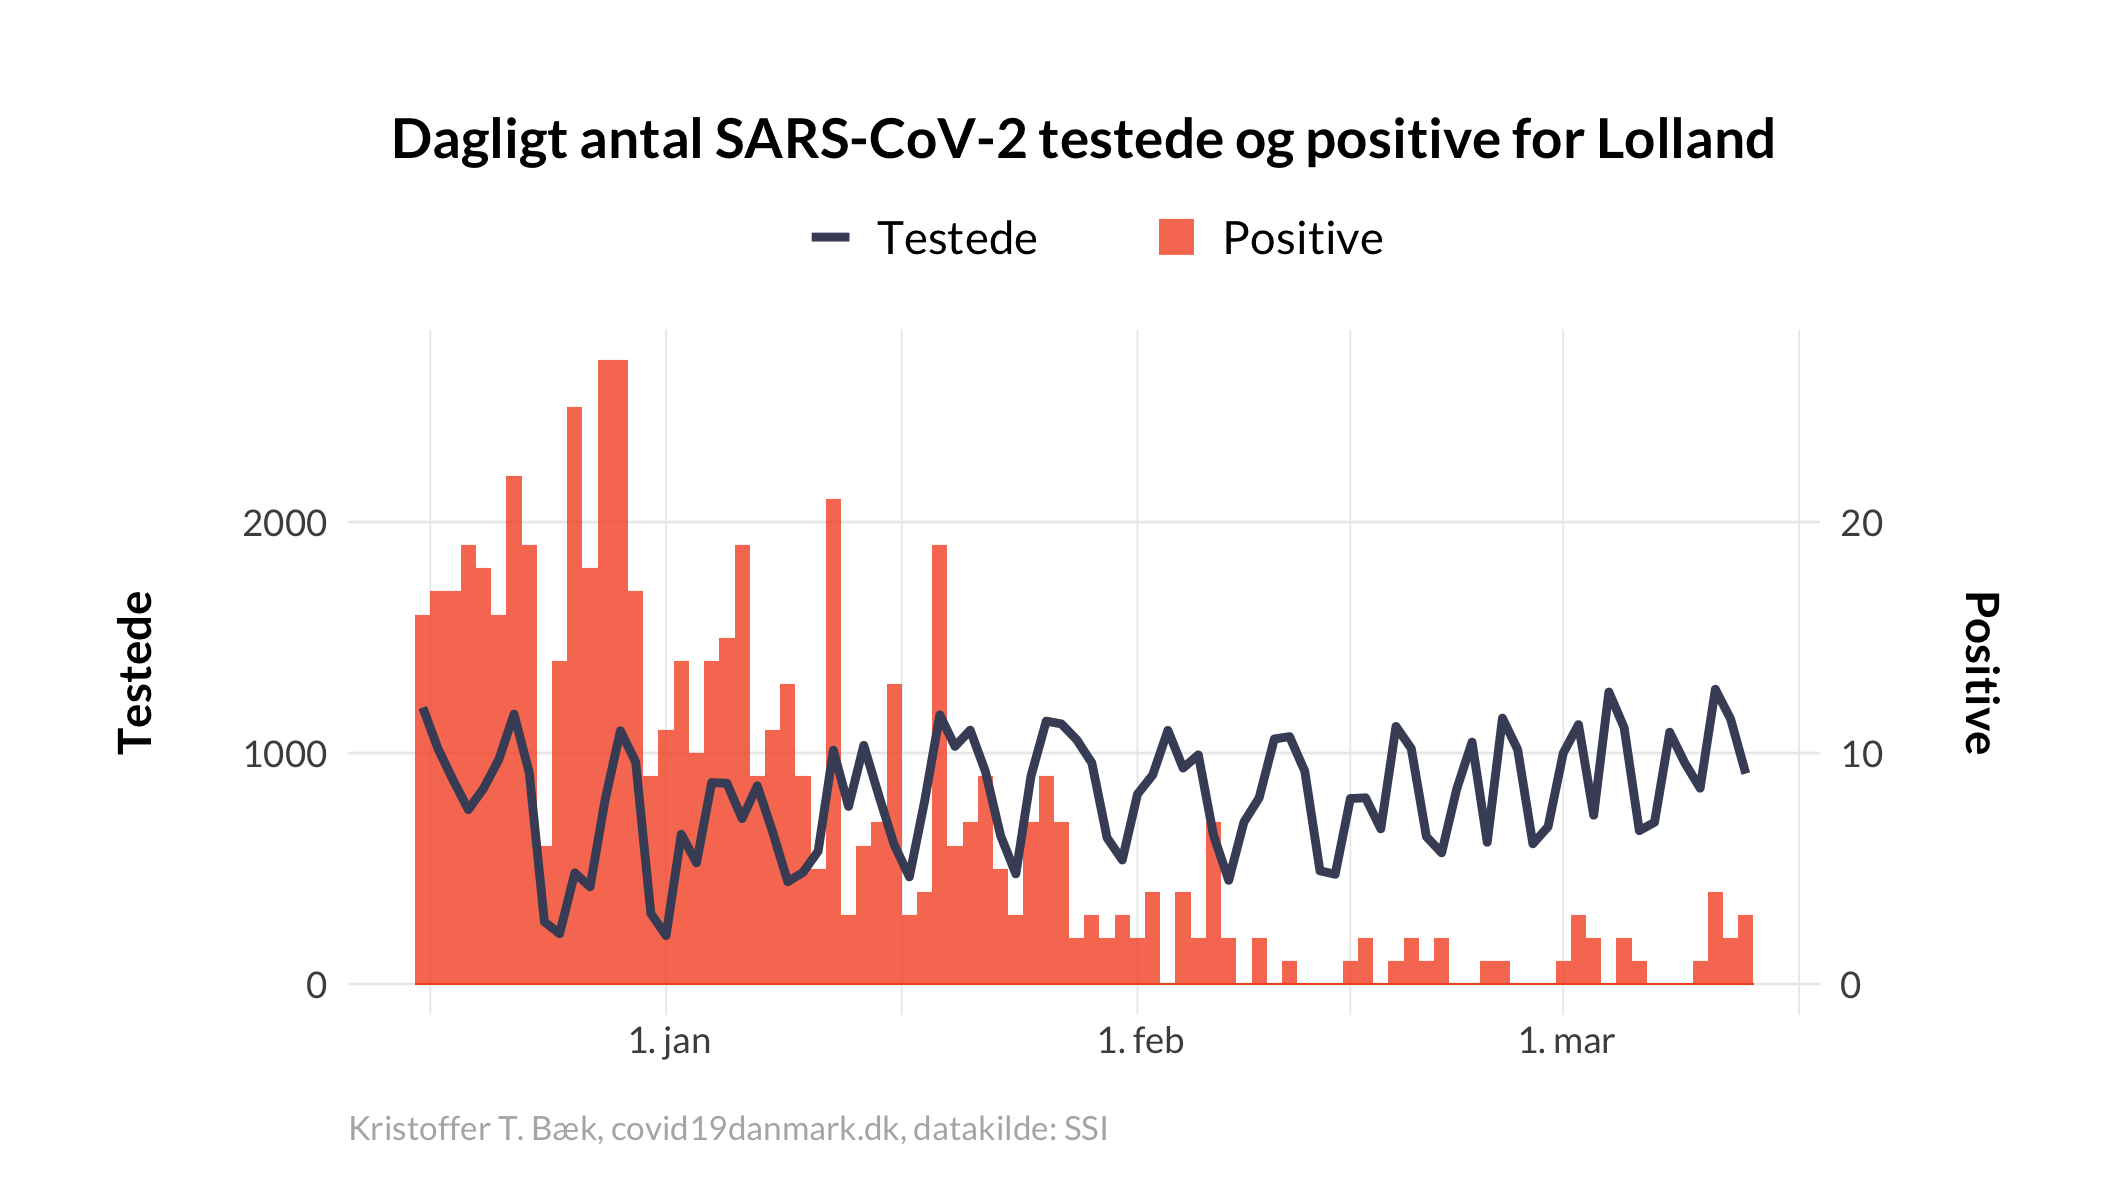 Dagligt antal SARS-CoV-2 testede og positive for Lolland
Testede Positive
2000
1000
0
Testede
20
10
0
Positive
1. jan 1. feb 1. mar
Kristoffer T. Bæk, covid19danmark.dk, datakilde: SSI